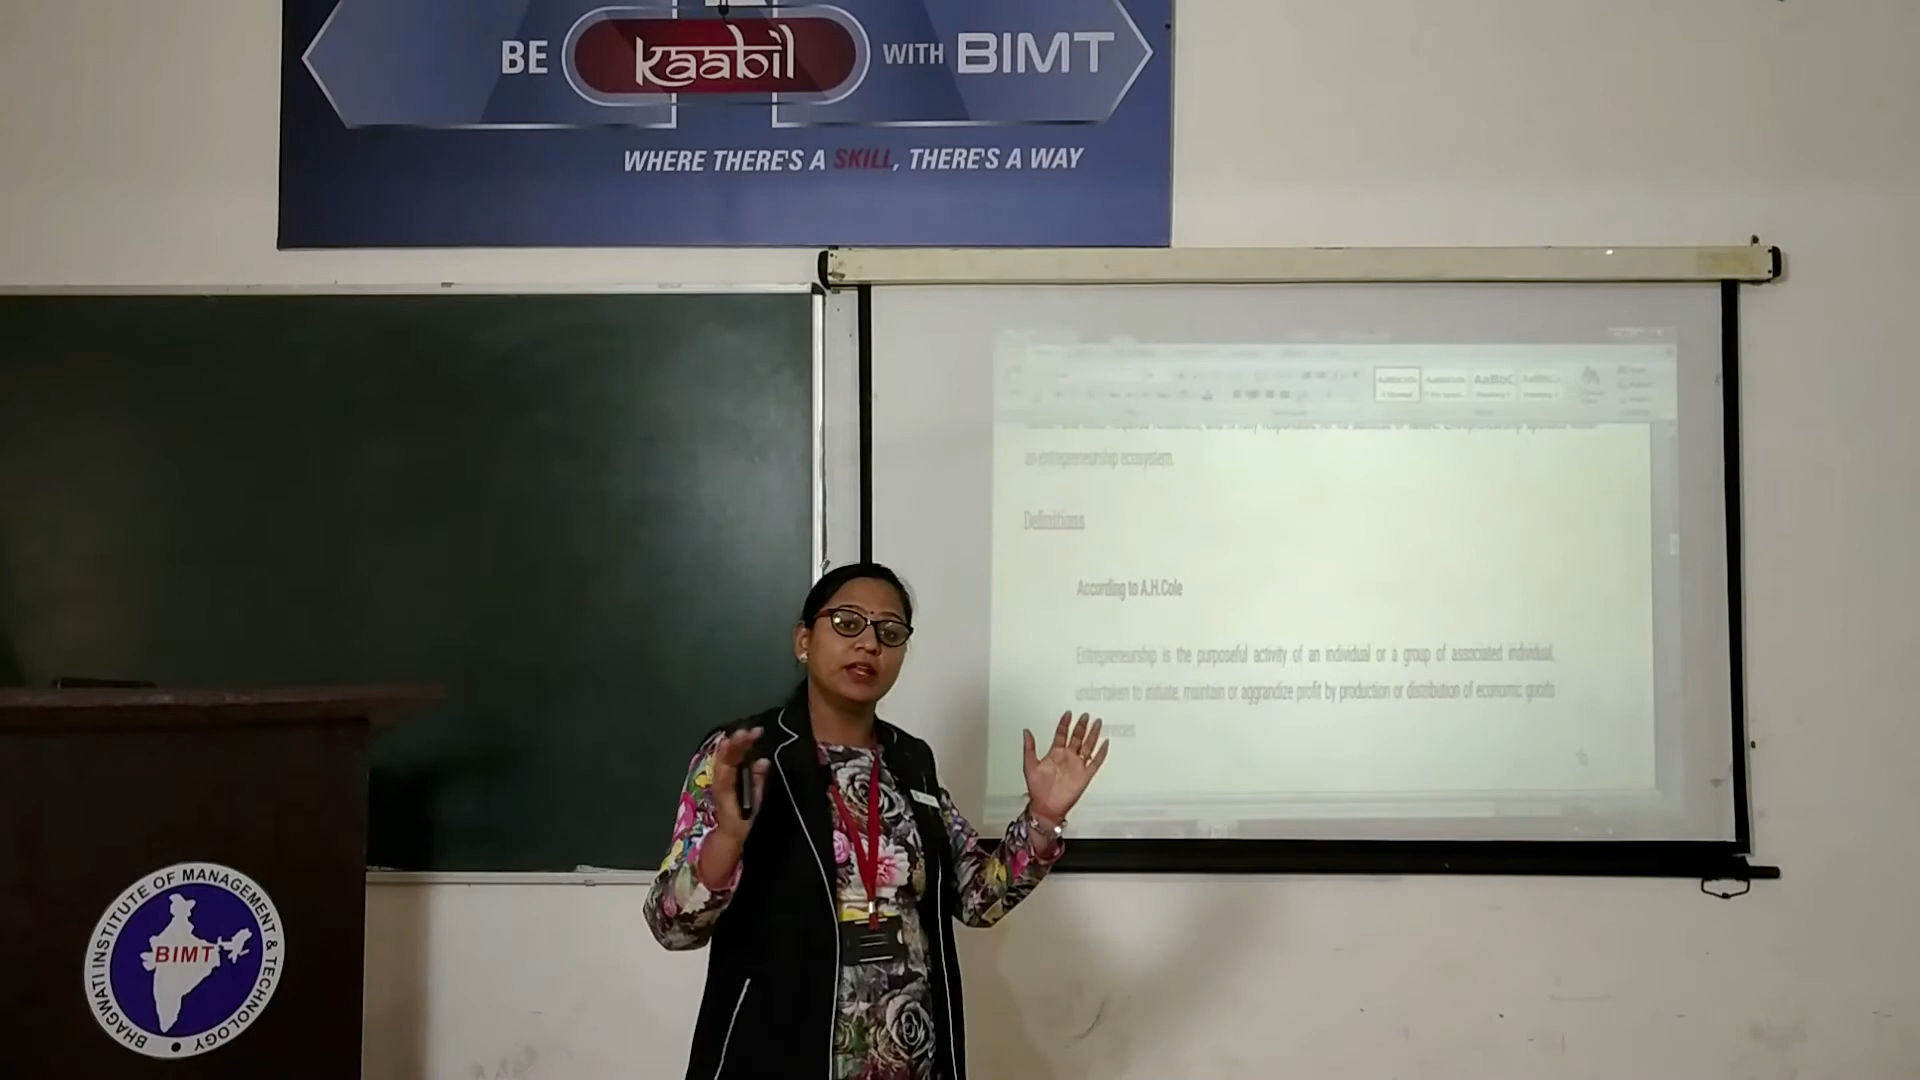 BE kaabil WITH BIMT
WHERE THERE'S A SKILL, THERE'S A WAY
an entrepreneurship ecosystem.
Definitions
According to A.H.Cole
Entrepreneurship is the purposeful activity of an individual or a group of associated individual,
undertaken to initiate, maintain or aggrandize profit by production or distribution of economic goods
BHAGWATI INSTITUTE OF MANAGEMENT & TECHNOLOGY
BIMT